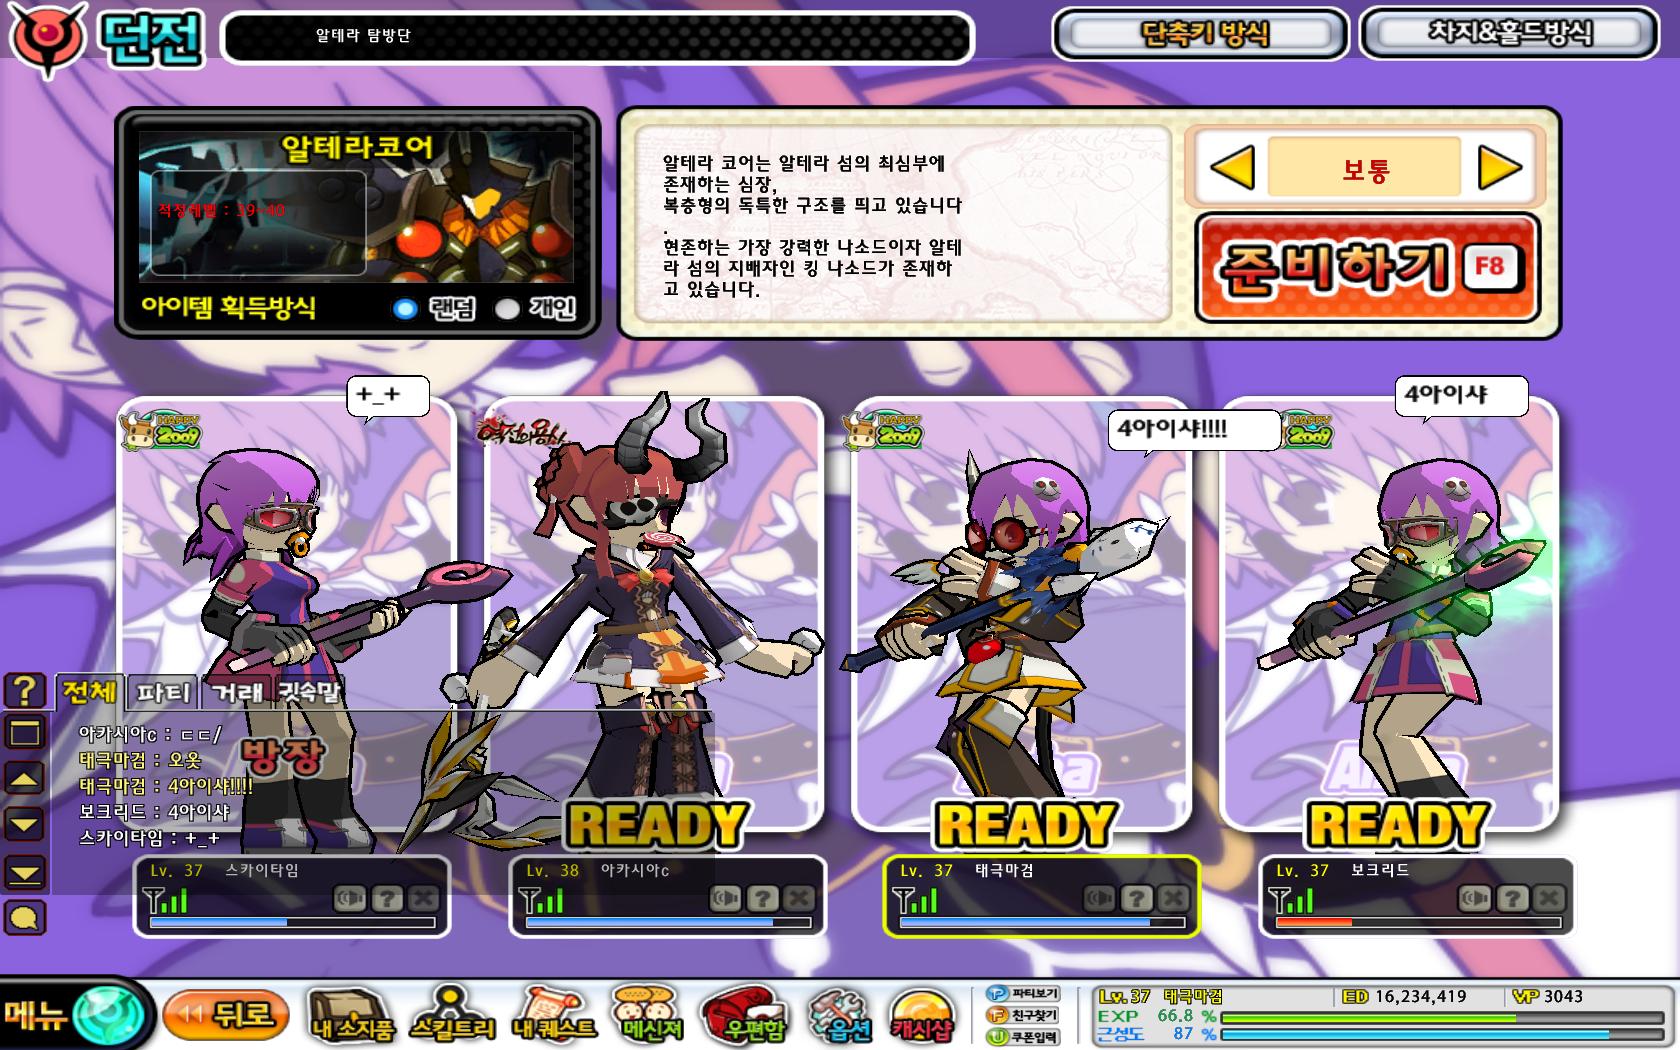 던전
알테라 탐방단
단축키 방식
차지&홀드방식
알테라코어
적정레벨 : 39~40
아이템 획득방식
랜덤
개인
알테라 코어는 알테라 섬의 최심부에
존재하는 심장,
복충형의 독특한 구조를 띄고 있습니다
.
현존하는 가장 강력한 나소드이자 알테
라 섬의 지배자인 킹 나소드가 존재하
고 있습니다.
보통
준비하기 F8
+_+
4아이샤!!!!
4아이샤
HAPPY 2009
역전의용사
HAPPY 2009
HAPPY 2009
? 전체 파티 거래 귓속말
아카시아c : ㄷㄷ/
태극마검 : 오옷
태극마검 : 4아이샤!!!!
보크리드 : 4아이샤
스카이타임 : +_+
방장
READY
READY
READY
Lv. 37 스카이타임
Lv. 38 아카시아c
Lv. 37 태극마검
Lv. 37 보크리드
메뉴
뒤로
내 소지품
스킬트리
내 퀘스트
메신져
우편함
옵션
캐시샵
P 파티보기
F 친구찾기
U 쿠폰입력
Lv. 37 태극마검
ED 16,234,419
VP 3043
EXP 66.8 %
근성도 87 %